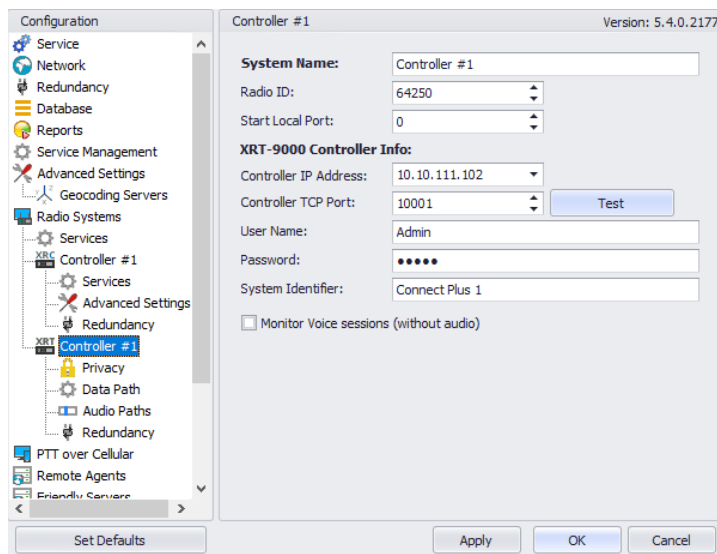 Configuration
Service
Network
Redundancy
Database
Reports
Service Management
Advanced Settings
Geocoding Servers
Radio Systems
Services
XRC Controller #1
Services
Advanced Settings
Redundancy
XRT Controller #1
Privacy
Data Path
Audio Paths
Redundancy
PTT over Cellular
Remote Agents
Friendly Servers
Set Defaults
Controller #1 Version: 5.4.0.2177
System Name: Controller #1
Radio ID: 64250
Start Local Port: 0
XRT-9000 Controller Info:
Controller IP Address: 10.10.111.102
Controller TCP Port: 10001 Test
User Name: Admin
Password: •••••
System Identifier: Connect Plus 1
Monitor Voice sessions (without audio)
Apply OK Cancel